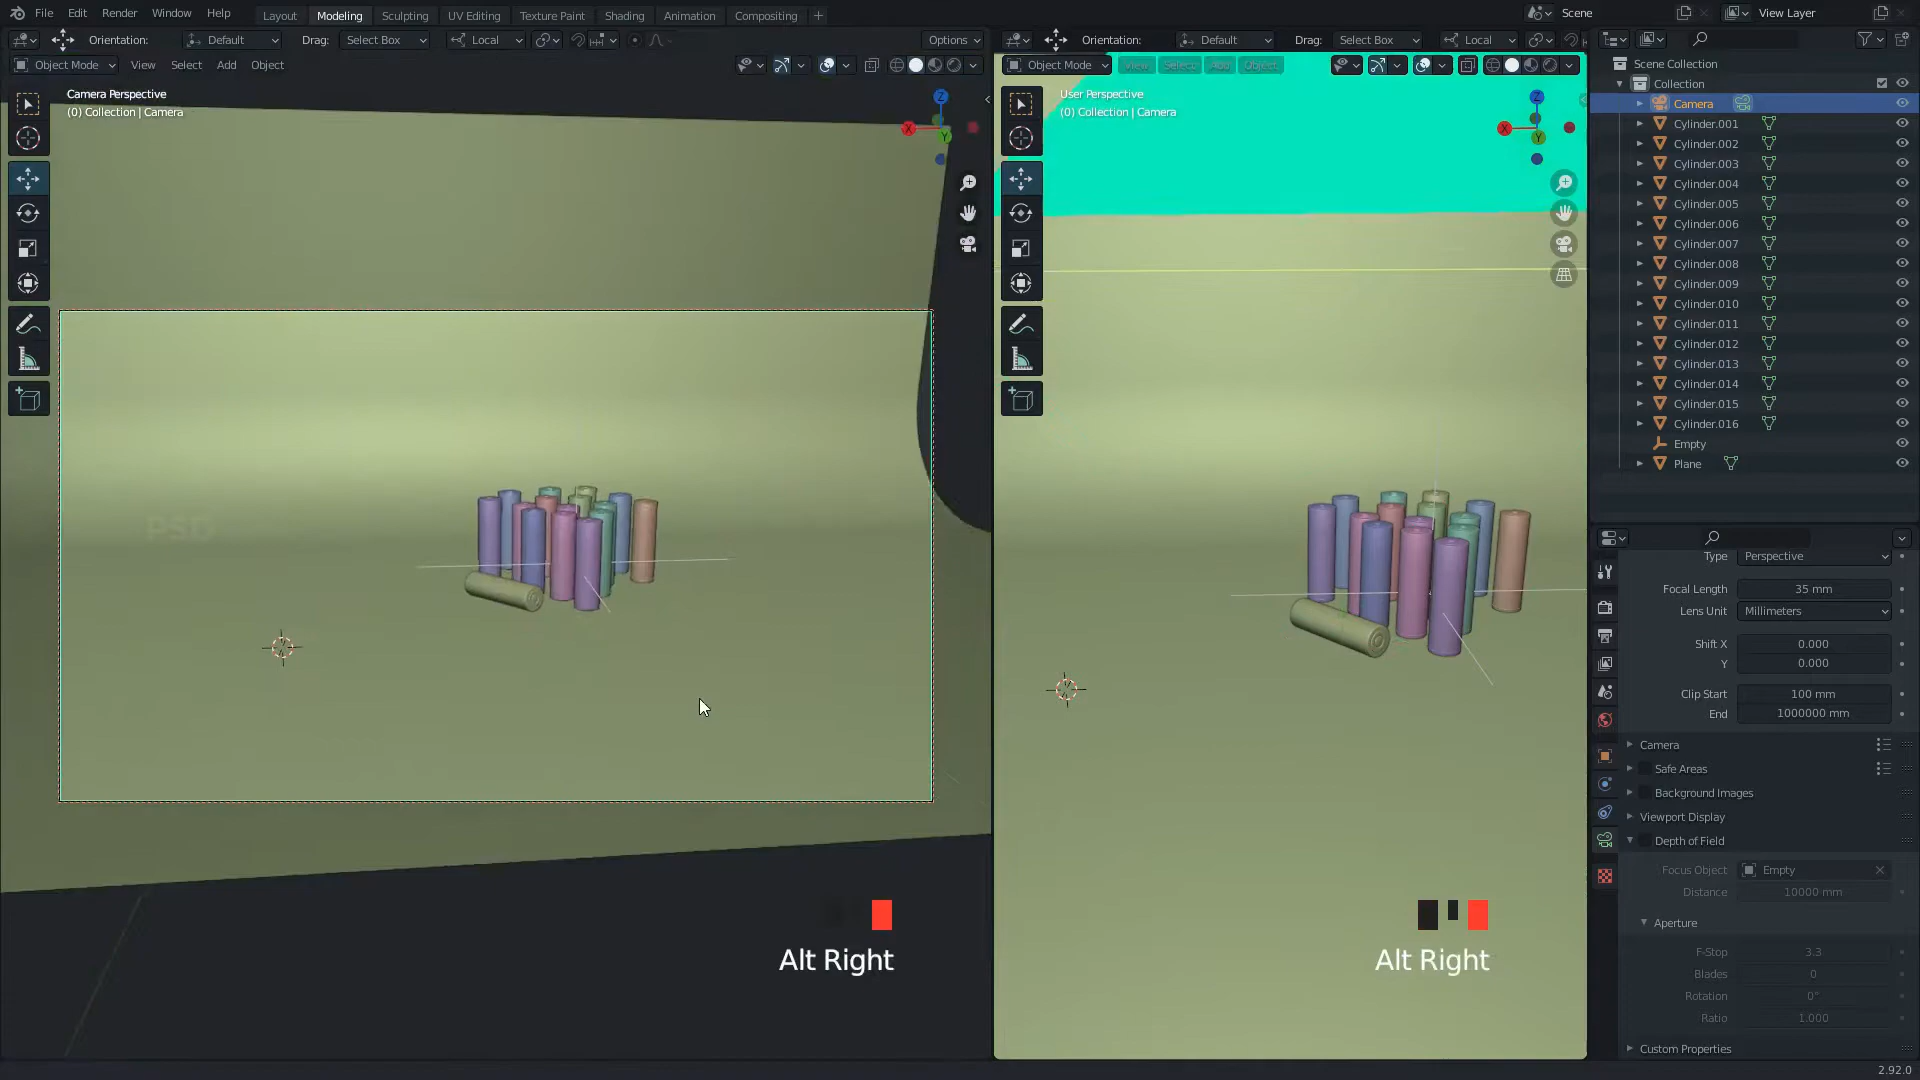 File Edit Render Window Help Layout Modeling Sculpting UV Editing Texture Paint Shading Animation Compositing + Scene View Layer
Orientation: Default Drag: Select Box Local Options
Object Mode View Select Add Object
Camera Perspective
(0) Collection | Camera
X
Y
Z
PSD
Alt Right
Orientation: Default Drag: Select Box Local
Object Mode View Select Add Object
User Perspective
(0) Collection | Camera
X
Y
Z
Alt Right
Scene Collection
Collection
Camera
Cylinder.001
Cylinder.002
Cylinder.003
Cylinder.004
Cylinder.005
Cylinder.006
Cylinder.007
Cylinder.008
Cylinder.009
Cylinder.010
Cylinder.011
Cylinder.012
Cylinder.013
Cylinder.014
Cylinder.015
Cylinder.016
Empty
Plane
Type Perspective
Focal Length 35 mm
Lens Unit Millimeters
Shift X 0.000
Y 0.000
Clip Start 100 mm
End 1000000 mm
Camera
Safe Areas
Background Images
Viewport Display
Depth of Field
Focus Object Empty
Distance 10000 mm
Aperture
F-Stop 3.3
Blades 0
Rotation 0°
Ratio 1.000
Custom Properties
2.92.0